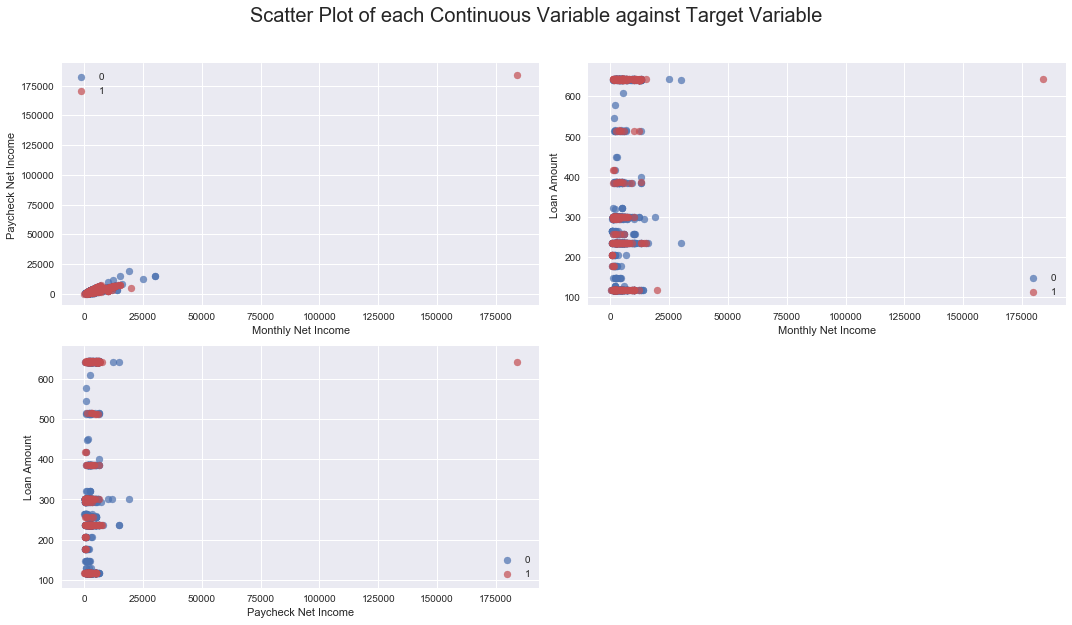 Scatter Plot of each Continuous Variable against Target Variable
0
1
175000
150000
125000
100000
75000
50000
25000
0
Paycheck Net Income
0 25000 50000 75000 100000 125000 150000 175000
Monthly Net Income
600
500
400
300
200
100
Loan Amount
0
1
0 25000 50000 75000 100000 125000 150000 175000
Monthly Net Income
600
500
400
300
200
100
Loan Amount
0
1
0 25000 50000 75000 100000 125000 150000 175000
Paycheck Net Income